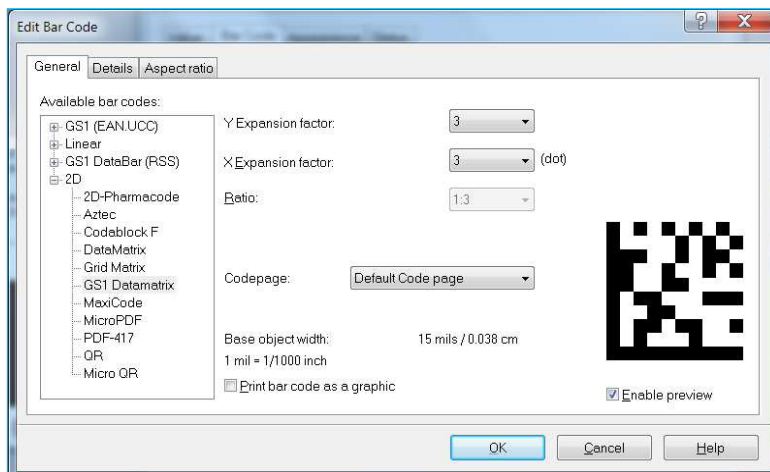 Edit Bar Code
General
Details
Aspect ratio
Available bar codes:
GS1 (EAN.UCC)
Linear
GS1 DataBar (RSS)
2D
2D-Pharmacode
Aztec
Codablock F
DataMatrix
Grid Matrix
GS1 Datamatrix
MaxiCode
MicroPDF
PDF-417
QR
Micro QR
Y Expansion factor:
3
X Expansion factor:
3
(dot)
Ratio:
1:3
Codepage:
Default Code page
Base object width:
15 mils / 0.038 cm
1 mil = 1/1000 inch
Print bar code as a graphic
Enable preview
OK
Cancel
Help